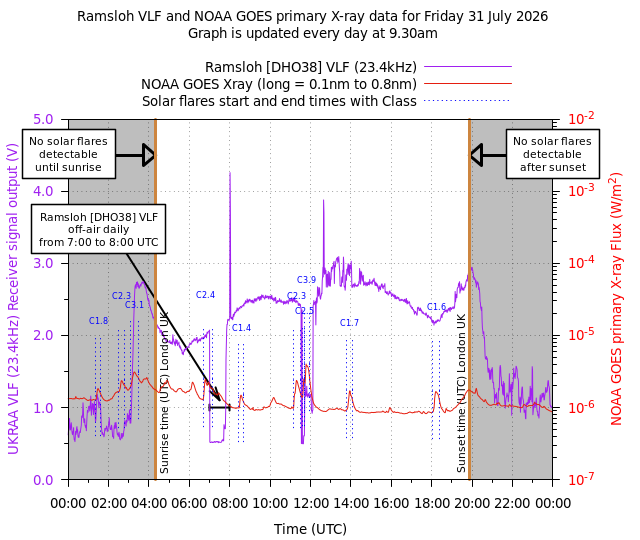 Ramsloh VLF and NOAA GOES primary X-ray data for Friday 31 July 2026
Graph is updated every day at 9.30am
Ramsloh [DHO38] VLF (23.4kHz)
NOAA GOES Xray (long = 0.1nm to 0.8nm)
Solar flares start and end times with Class
5.0
4.0
3.0
2.0
1.0
0.0
UKRAA VLF (23.4kHz) Receiver signal output (V)
No solar flares
detectable
until sunrise
Ramsloh [DHO38] VLF
off-air daily
from 7:00 to 8:00 UTC
No solar flares
detectable
after sunset
C1.8
C2.3
C3.1
C2.4
C1.4
C2.3
C3.9
C2.5
C1.7
C1.6
Sunrise time (UTC) London UK
Sunset time (UTC) London UK
10-2
10-3
10-4
10-5
10-6
10-7
NOAA GOES primary X-ray Flux (W/m2)
00:00 02:00 04:00 06:00 08:00 10:00 12:00 14:00 16:00 18:00 20:00 22:00 00:00
Time (UTC)